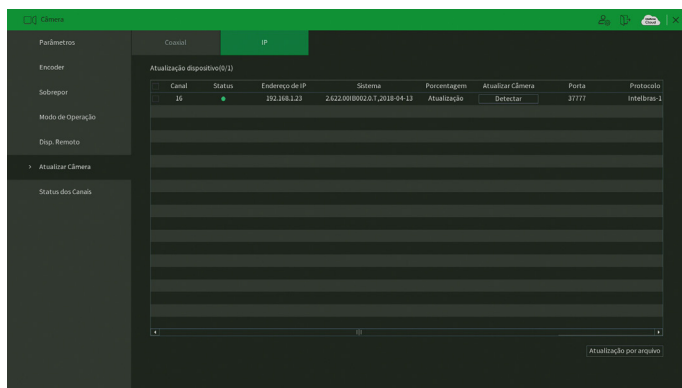 Câmera
Parâmetros
Encoder
Sobrepor
Modo de Operação
Disp. Remoto
Atualizar Câmera
Status dos Canais
Coaxial IP
Atualização dispositivo(0/1)
Canal Status Endereço de IP Sistema Porcentagem Atualizar Câmera Porta Protocolo
16 192.168.1.23 2.622.00IB002.0.T,2018-04-13 Atualização Detectar 37777 Intelbras-1
Atualização por arquivo